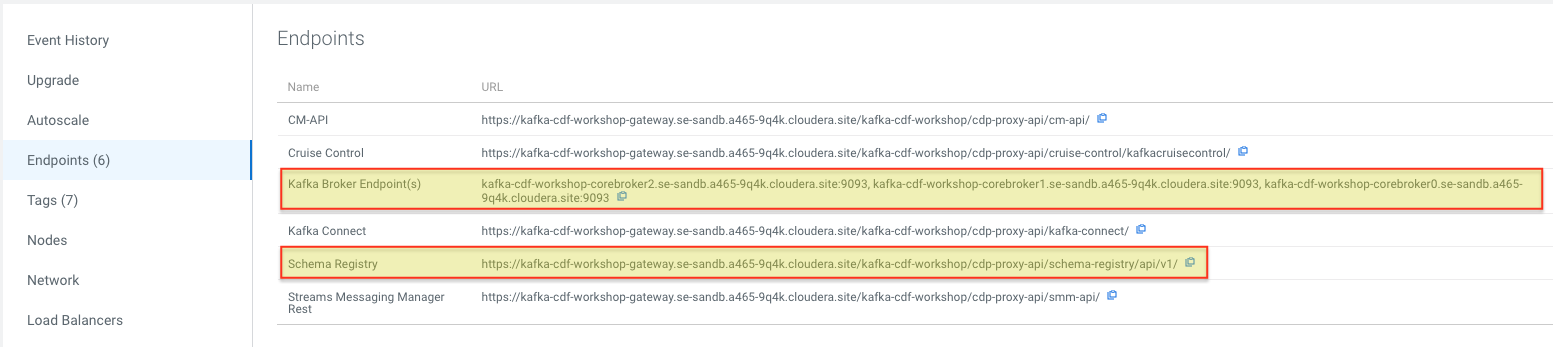 Event History
Upgrade
Autoscale
Endpoints (6)
Tags (7)
Nodes
Network
Load Balancers
Endpoints
Name URL
CM-API https://kafka-cdf-workshop-gateway.se-sandb.a465-9q4k.cloudera.site/kafka-cdf-workshop/cdp-proxy-api/cm-api/
Cruise Control https://kafka-cdf-workshop-gateway.se-sandb.a465-9q4k.cloudera.site/kafka-cdf-workshop/cdp-proxy-api/cruise-control/kafkacruisecontrol/
Kafka Broker Endpoint(s) kafka-cdf-workshop-corebroker2.se-sandb.a465-9q4k.cloudera.site:9093, kafka-cdf-workshop-corebroker1.se-sandb.a465-9q4k.cloudera.site:9093, kafka-cdf-workshop-corebroker0.se-sandb.a465-
9q4k.cloudera.site:9093
Kafka Connect https://kafka-cdf-workshop-gateway.se-sandb.a465-9q4k.cloudera.site/kafka-cdf-workshop/cdp-proxy-api/kafka-connect/
Schema Registry https://kafka-cdf-workshop-gateway.se-sandb.a465-9q4k.cloudera.site/kafka-cdf-workshop/cdp-proxy-api/schema-registry/api/v1/
Streams Messaging Manager https://kafka-cdf-workshop-gateway.se-sandb.a465-9q4k.cloudera.site/kafka-cdf-workshop/cdp-proxy-api/smm-api/
Rest